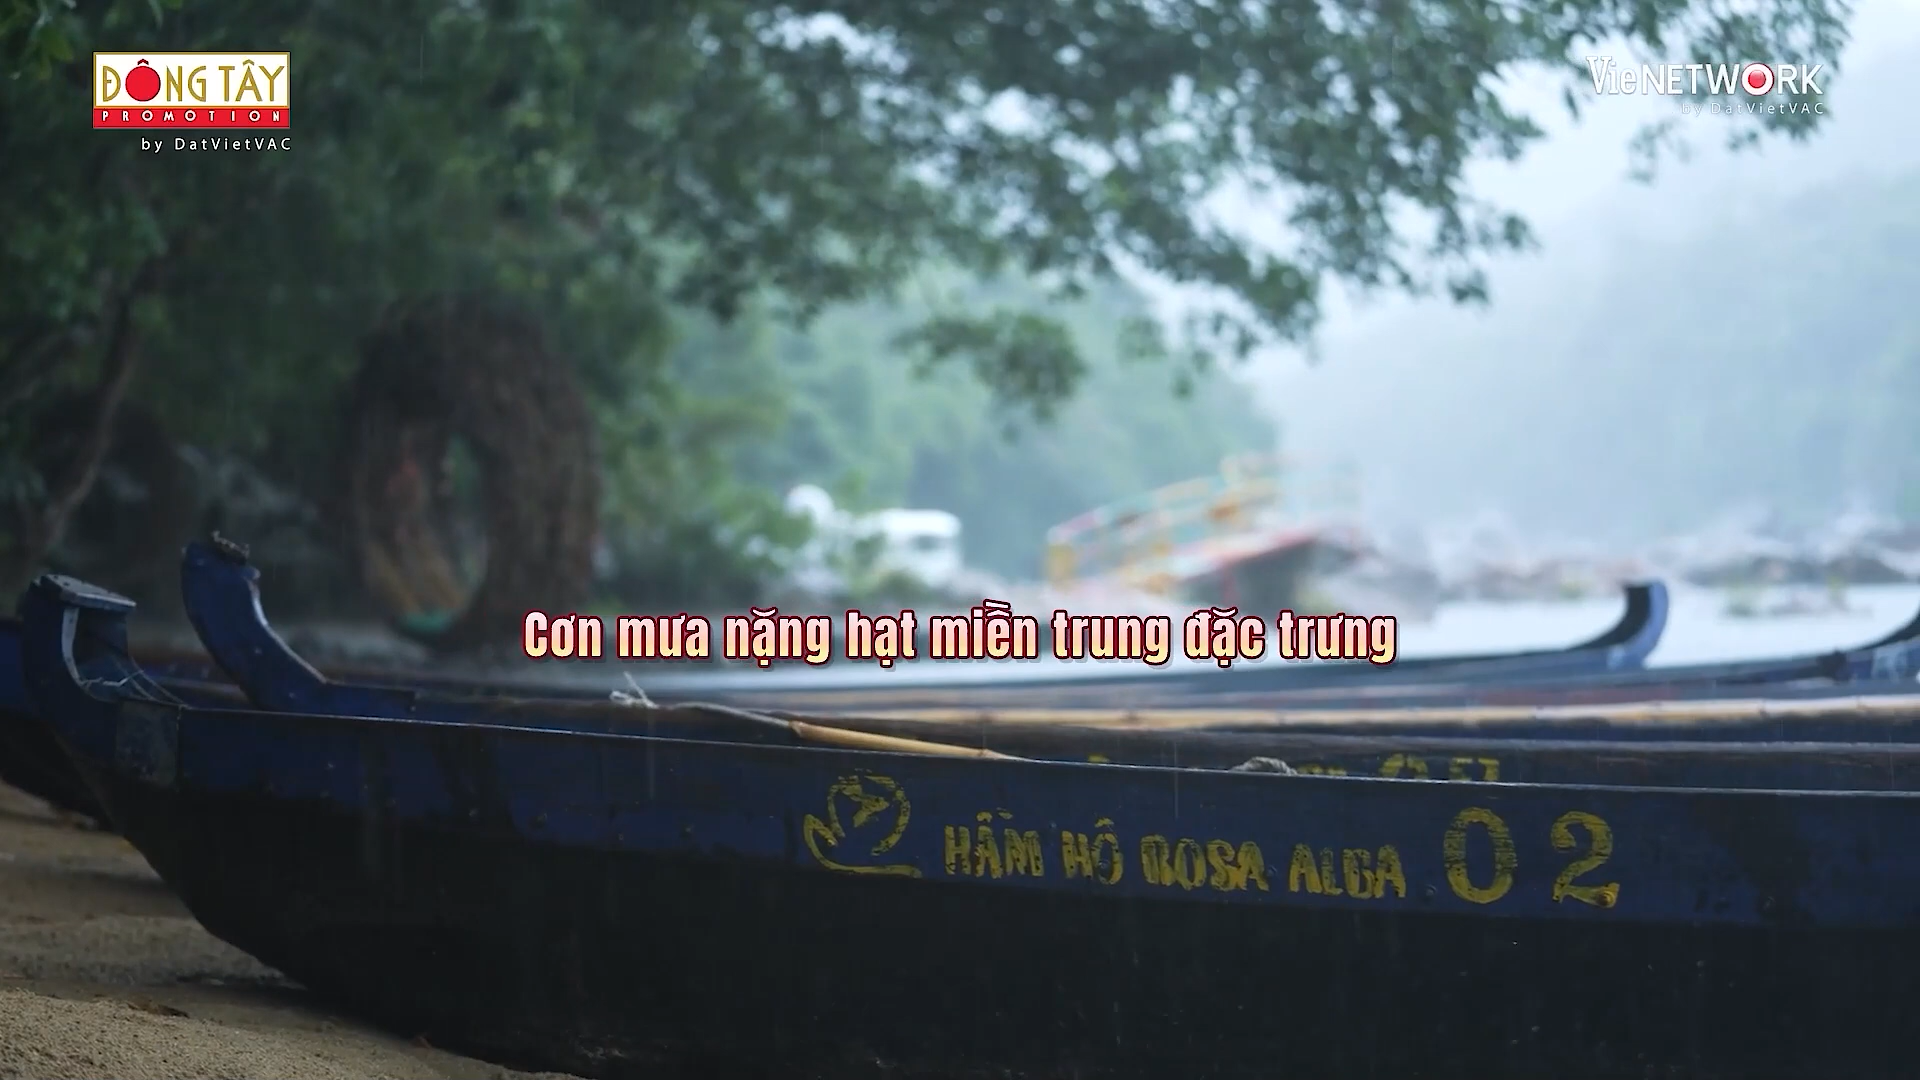 ĐÔNG TÂY
PROMOTION
by DatVietVAC
VieNETWORK
by DatVietVAC
Cơn mưa nặng hạt miền trung đặc trưng
HẦM HÔ ROSA ALBA 02